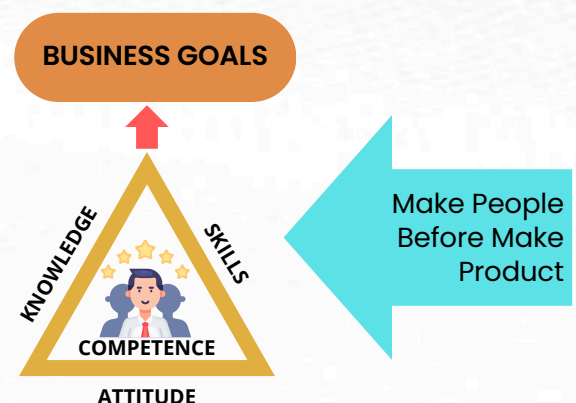 BUSINESS GOALS
KNOWLEDGE
SKILLS
COMPETENCE
ATTITUDE
Make People
Before Make
Product